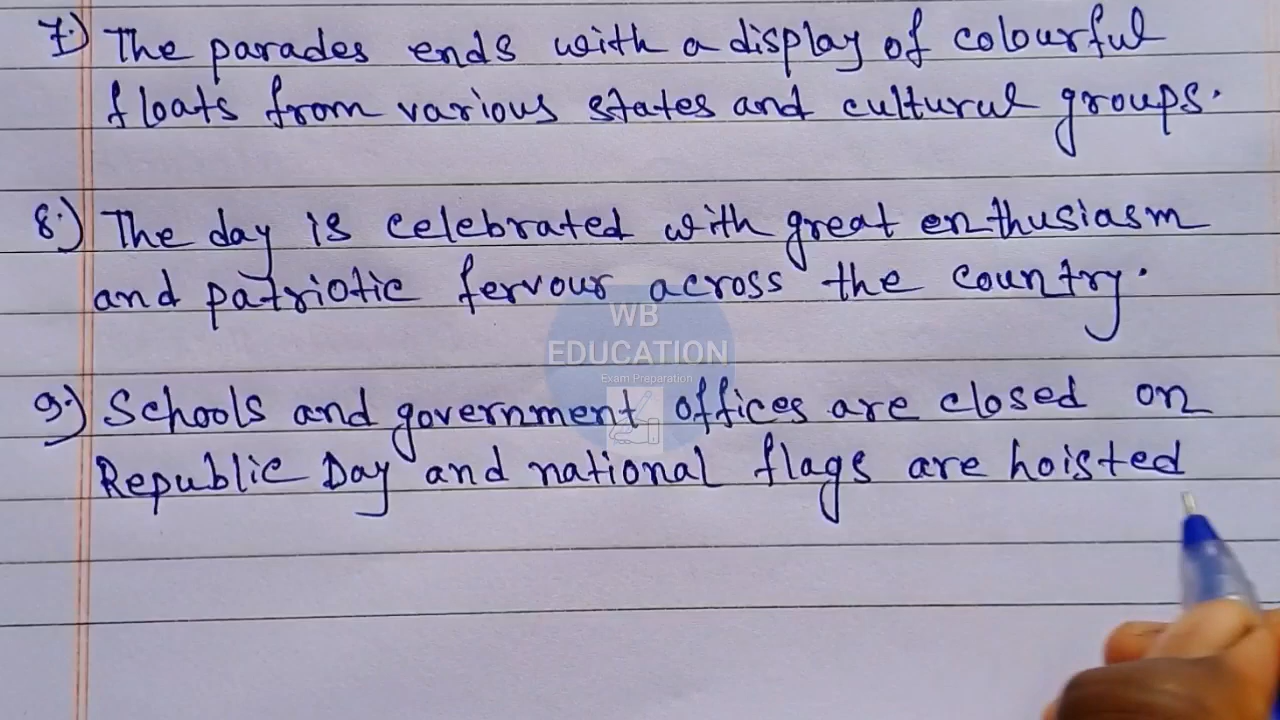 7.) The parades ends with a display of colourful
floats from various states and cultural groups.
8.) The day is celebrated with great enthusiasm
and patriotic fervour across the country.
WB
EDUCATION
Exam Preparation
9.) Schools and government offices are closed on
Republic Day and national flags are hoisted